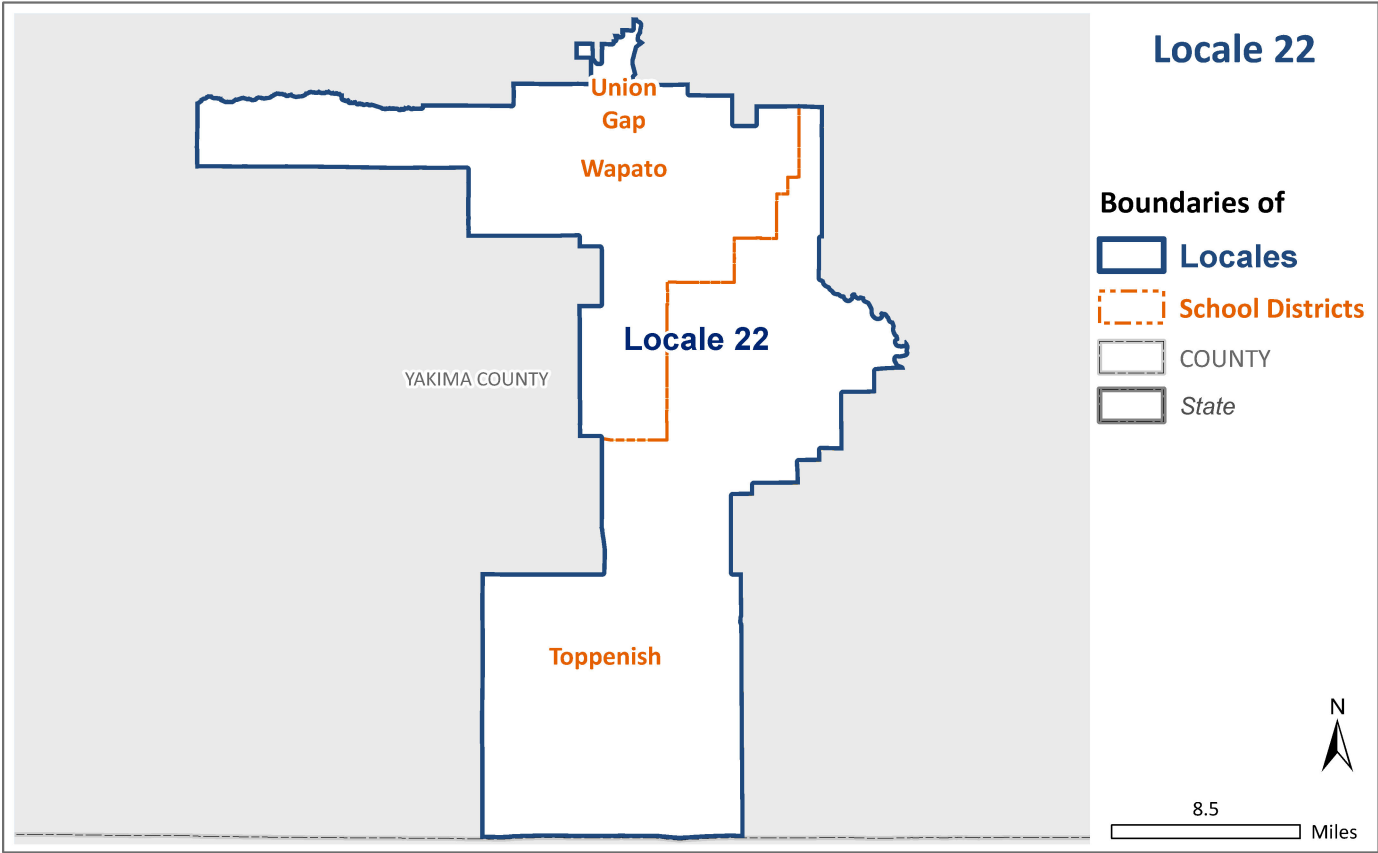 Locale 22
Union
Gap
Wapato
Locale 22
YAKIMA COUNTY
Toppenish
Boundaries of
Locales
School Districts
COUNTY
State
N
8.5
Miles